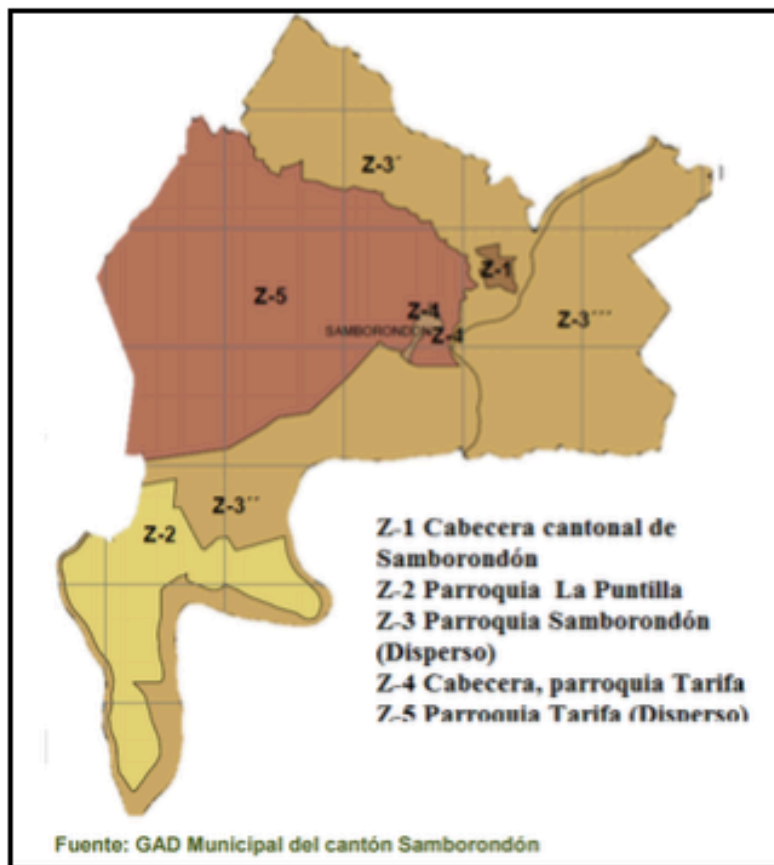 Z-3´
Z-1
Z-5
Z-4
Z-3´´´
SAMBORONDON
Z-4
Z-3´´
Z-2
Z-1 Cabecera cantonal de
Samborondón
Z-2 Parroquia La Puntilla
Z-3 Parroquia Samborondón
(Disperso)
Z-4 Cabecera, parroquia Tarifa
Z-5 Parroquia Tarifa (Disperso)
Fuente: GAD Municipal del cantón Samborondón